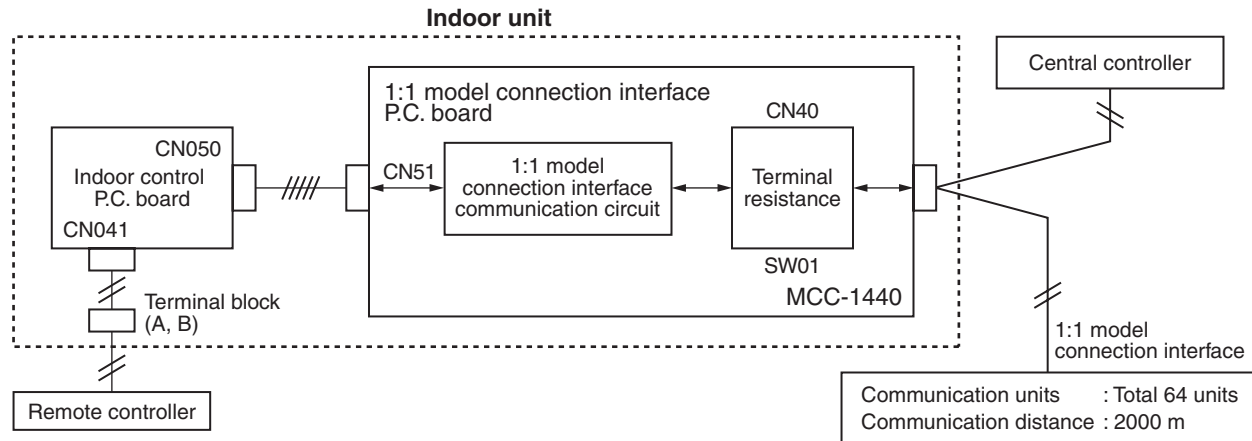 Indoor unit
Central controller
1:1 model connection interface
P.C. board
CN40
CN050
Indoor control
P.C. board
CN041
CN51
1:1 model
connection interface
communication circuit
Terminal
resistance
SW01
MCC-1440
Terminal block
(A, B)
1:1 model
connection interface
Remote controller
Communication units : Total 64 units
Communication distance : 2000 m